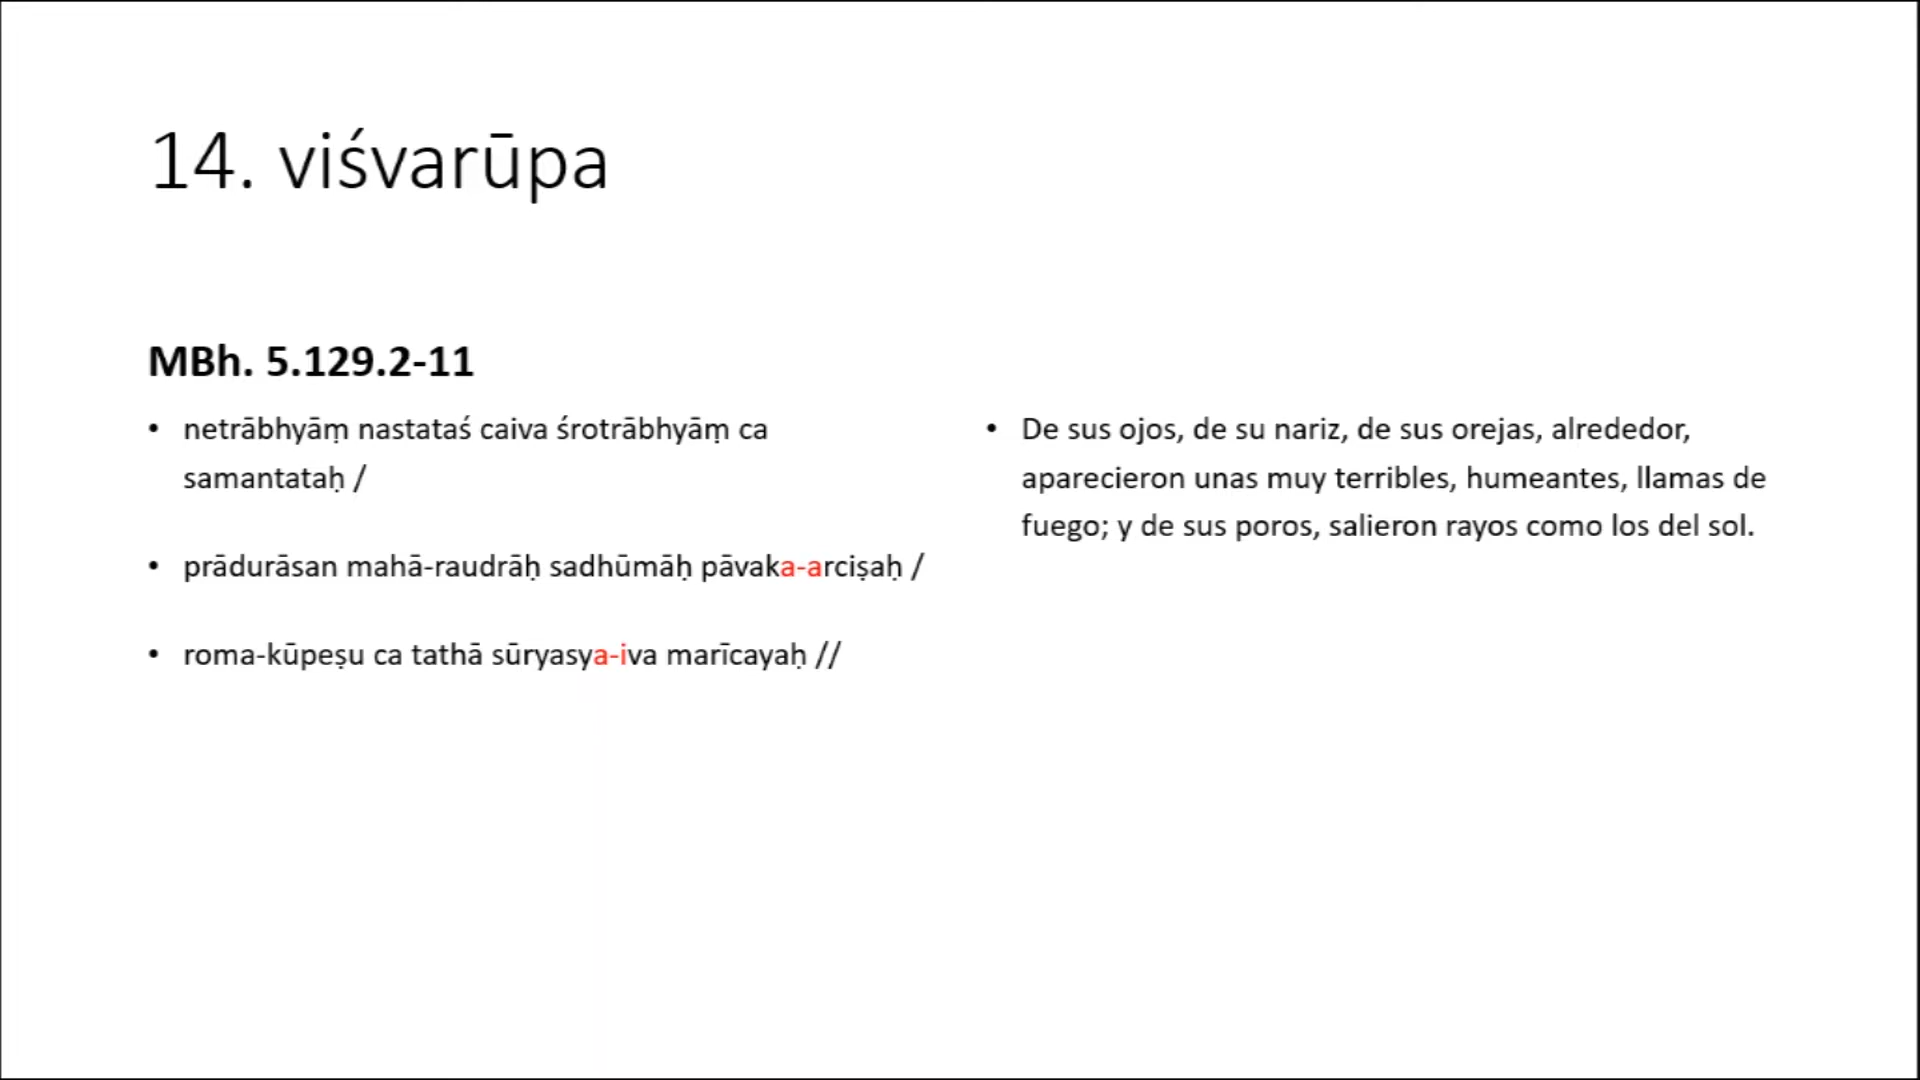 14. viśvarūpa
MBh. 5.129.2-11
• netrābhyāṃ nastataś caiva śrotrābhyāṃ ca
samantataḥ /
• prādurāsan mahā-raudrāḥ sadhūmāḥ pāvaka-arciṣaḥ /
• roma-kūpeṣu ca tathā sūryasya-iva marīcayaḥ //
• De sus ojos, de su nariz, de sus orejas, alrededor,
aparecieron unas muy terribles, humeantes, llamas de
fuego; y de sus poros, salieron rayos como los del sol.